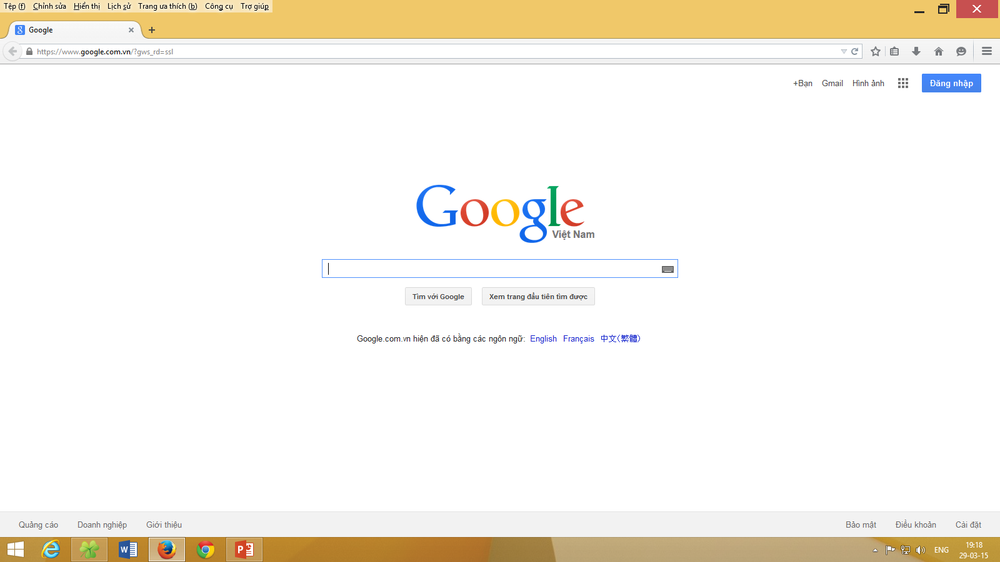 Tệp (f) Chỉnh sửa Hiển thị Lịch sử Trang ưa thích (b) Công cụ Trợ giúp
Google
https://www.google.com.vn/?gws_rd=ssl
+Bạn Gmail Hình ảnh Đăng nhập
Google
Việt Nam
Tìm với Google Xem trang đầu tiên tìm được
Google.com.vn hiện đã có bằng các ngôn ngữ: English Français 中文(繁體)
Quảng cáo Doanh nghiệp Giới thiệu Bảo mật Điều khoản Cài đặt
ENG 19:18
29-03-15